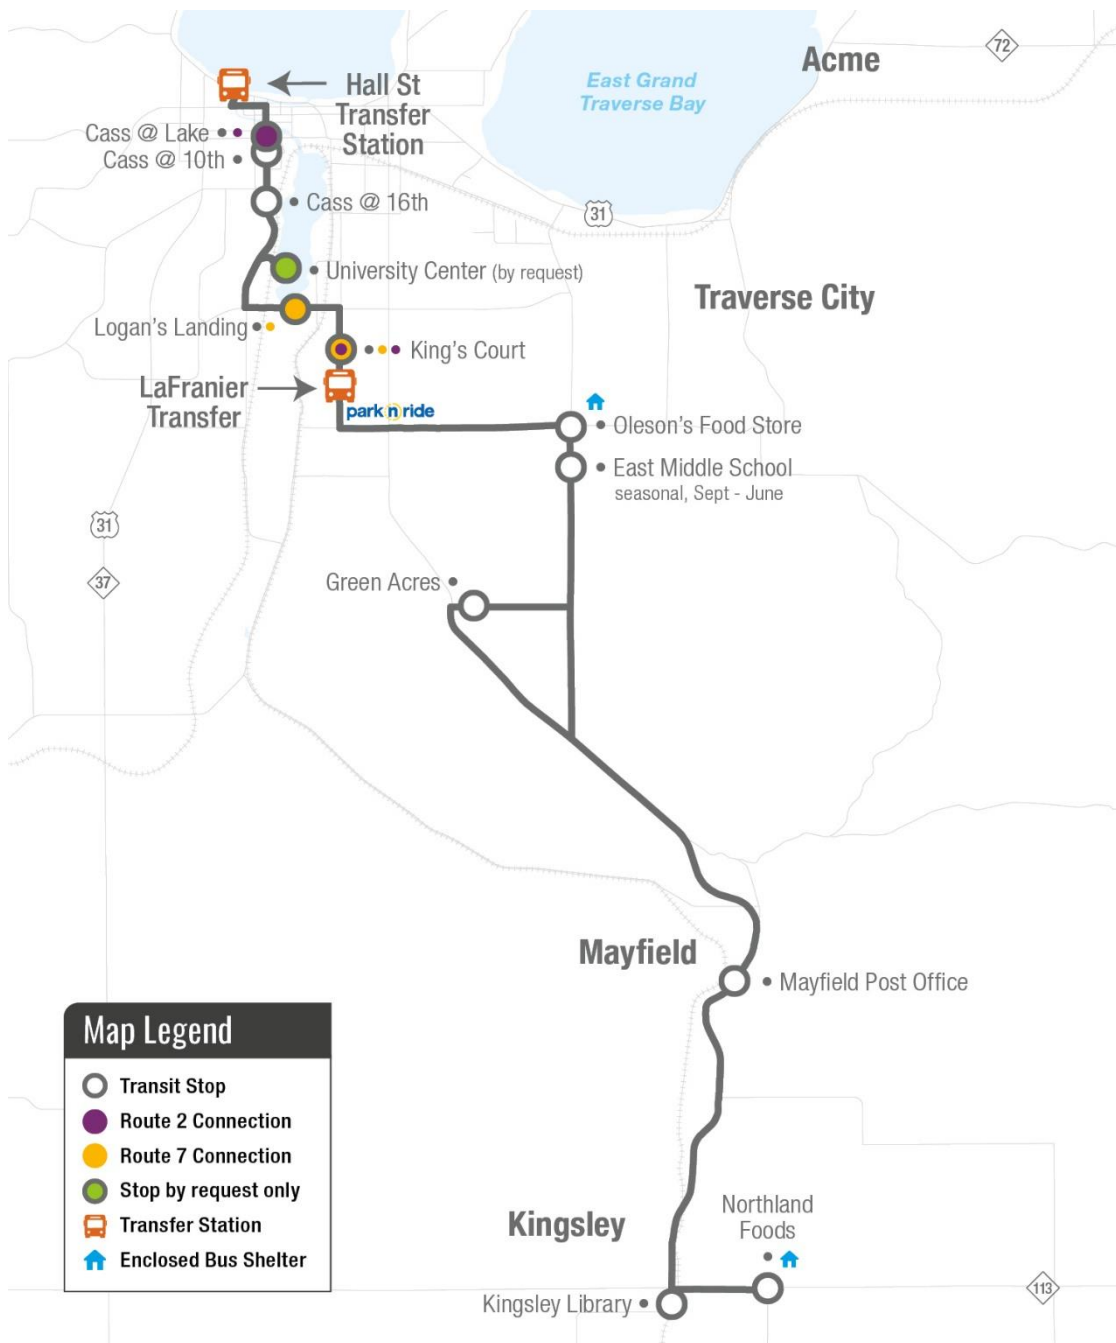 Acme
72
East Grand
Traverse Bay
Hall St
Transfer
Station
Cass @ Lake
Cass @ 10th
Cass @ 16th
31
University Center (by request)
Traverse City
Logan's Landing
King's Court
LaFranier
Transfer
park n ride
Oleson's Food Store
East Middle School
seasonal, Sept - June
31
37
Green Acres
Mayfield
Mayfield Post Office
Map Legend
Transit Stop
Route 2 Connection
Route 7 Connection
Stop by request only
Transfer Station
Enclosed Bus Shelter
Kingsley
Northland
Foods
113
Kingsley Library